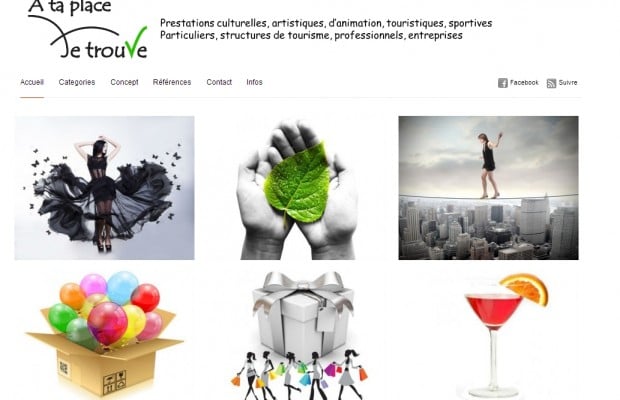 A ta place
Je trouve
Prestations culturelles, artistiques, d'animation, touristiques, sportives
Particuliers, structures de tourisme, professionnels, entreprises
Accueil Categories Concept Références Contact Infos Facebook Suivre